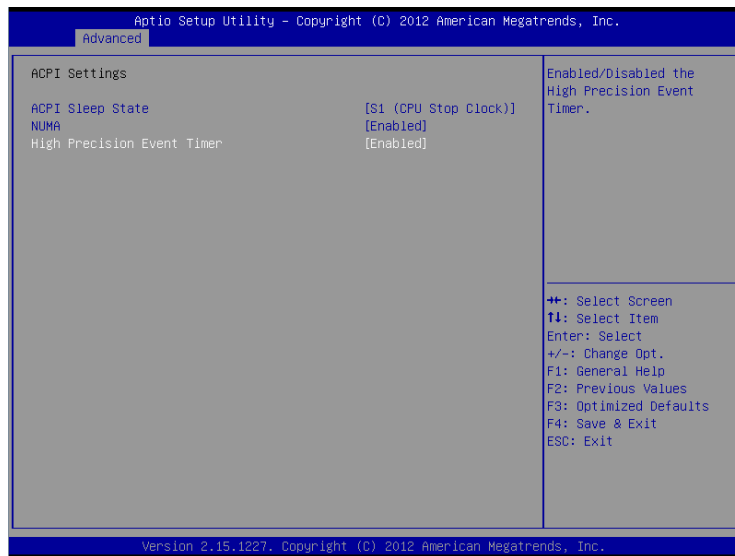 Aptio Setup Utility – Copyright (C) 2012 American Megatrends, Inc.
Advanced
ACPI Settings
ACPI Sleep State [S1 (CPU Stop Clock)]
NUMA [Enabled]
High Precision Event Timer [Enabled]
Enabled/Disabled the
High Precision Event
Timer.
→←: Select Screen
↑↓: Select Item
Enter: Select
+/-: Change Opt.
F1: General Help
F2: Previous Values
F3: Optimized Defaults
F4: Save & Exit
ESC: Exit
Version 2.15.1227. Copyright (C) 2012 American Megatrends, Inc.